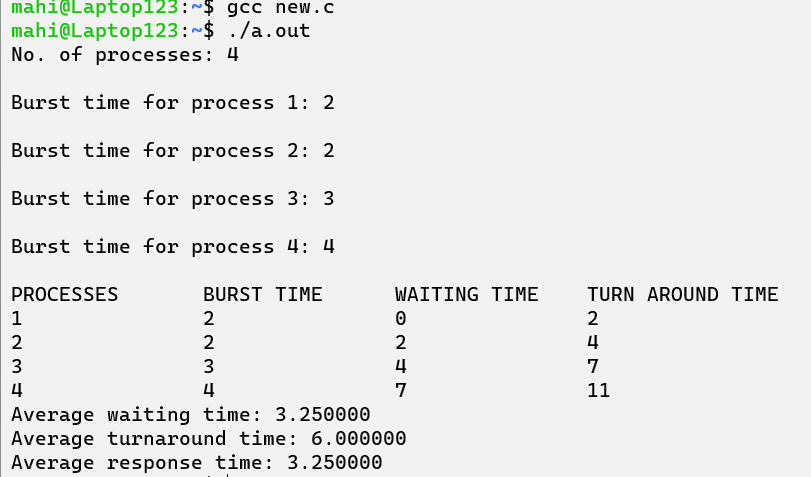 mahi@Laptop123:~$ gcc new.c
mahi@Laptop123:~$ ./a.out
No. of processes: 4
Burst time for process 1: 2
Burst time for process 2: 2
Burst time for process 3: 3
Burst time for process 4: 4
PROCESSES BURST TIME WAITING TIME TURN AROUND TIME
1 2 0 2
2 2 2 4
3 3 4 7
4 4 7 11
Average waiting time: 3.250000
Average turnaround time: 6.000000
Average response time: 3.250000